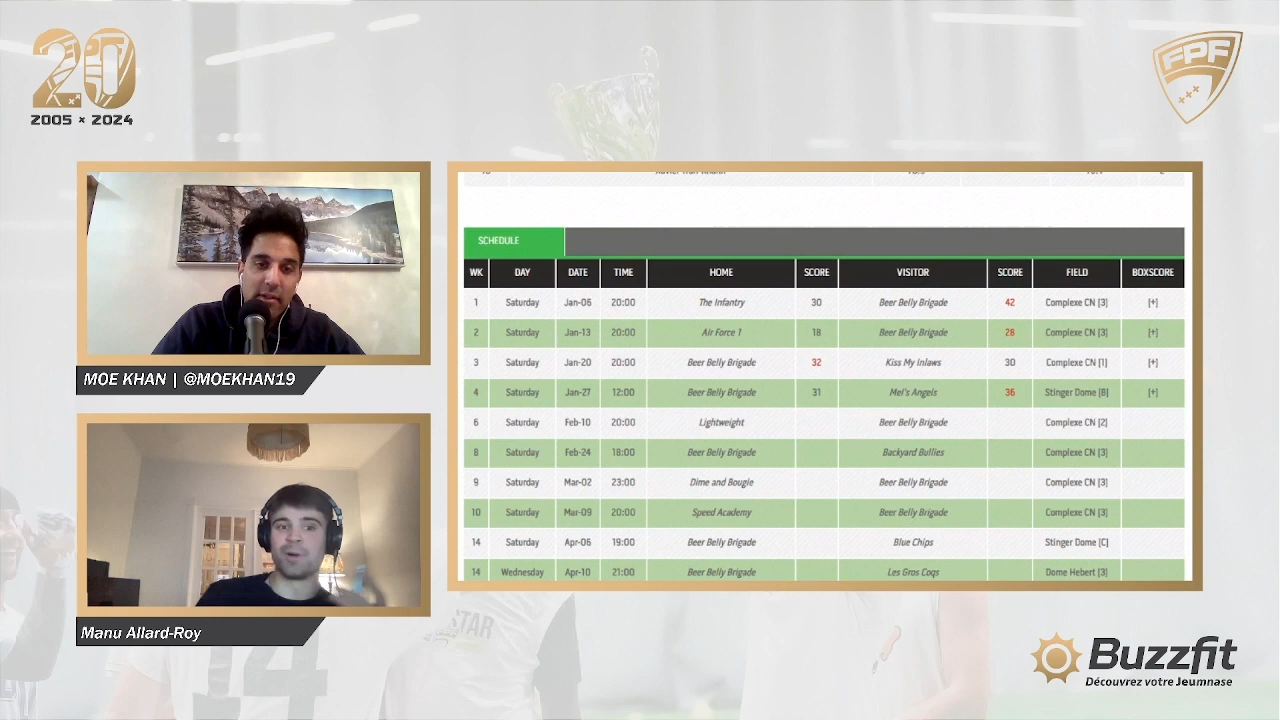 20
2005 × 2024
FPF
MOE KHAN | @MOEKHAN19
Manu Allard-Roy
SCHEDULE
WK DAY DATE TIME HOME SCORE VISITOR SCORE FIELD BOXSCORE
1 Saturday Jan-06 20:00 The Infantry 30 Beer Belly Brigade 42 Complexe CN [3] [+]
2 Saturday Jan-13 20:00 Air Force 1 18 Beer Belly Brigade 28 Complexe CN [3] [+]
3 Saturday Jan-20 20:00 Beer Belly Brigade 32 Kiss My Inlaws 30 Complexe CN [1] [+]
4 Saturday Jan-27 12:00 Beer Belly Brigade 31 Mel's Angels 36 Stinger Dome [B] [+]
6 Saturday Feb-10 20:00 Lightweight Beer Belly Brigade Complexe CN [2]
8 Saturday Feb-24 18:00 Beer Belly Brigade Backyard Bullies Complexe CN [3]
9 Saturday Mar-02 23:00 Dime and Bougie Beer Belly Brigade Complexe CN [3]
10 Saturday Mar-09 20:00 Speed Academy Beer Belly Brigade Complexe CN [3]
14 Saturday Apr-06 19:00 Beer Belly Brigade Blue Chips Stinger Dome [C]
14 Wednesday Apr-10 21:00 Beer Belly Brigade Les Gros Coqs Dome Hebert [3]
STAR
14
Buzzfit
Découvrez votre Jeumnase